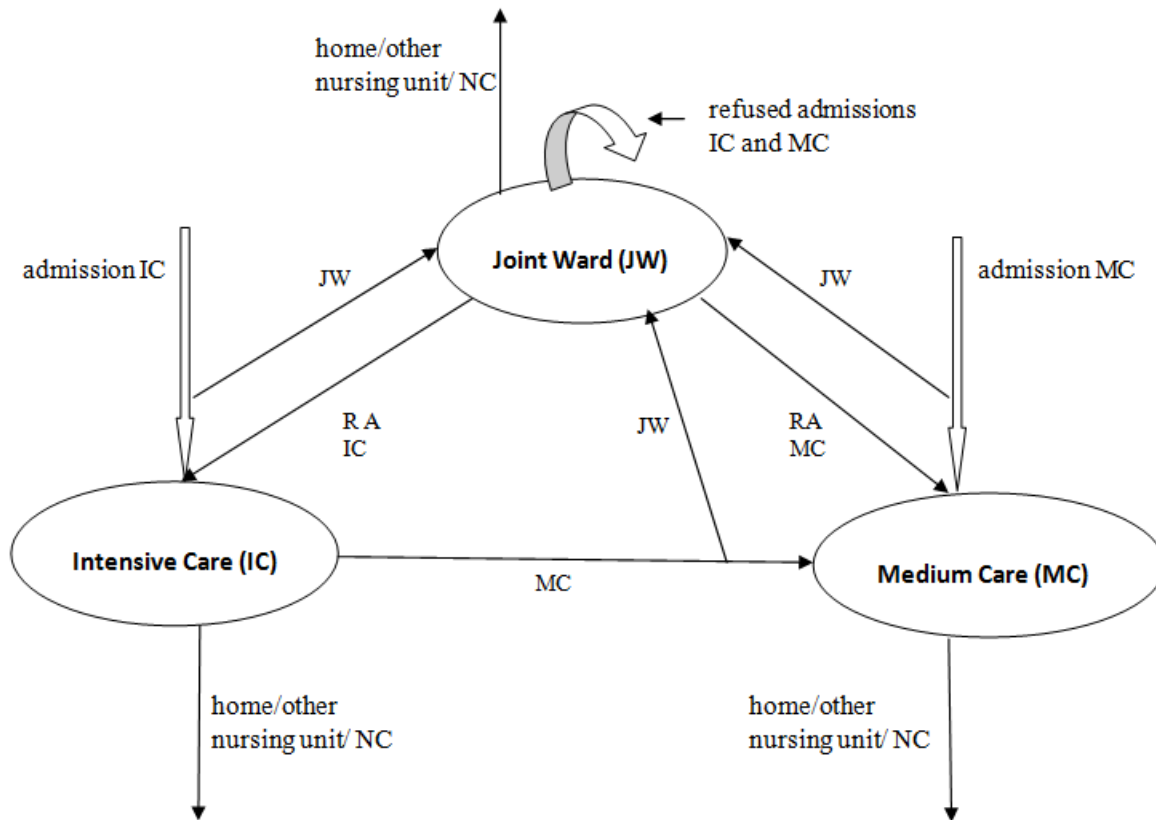 home/other
nursing unit/ NC
refused admissions
IC and MC
Joint Ward (JW)
admission IC
JW
JW
admission MC
R A
IC
JW
RA
MC
Intensive Care (IC)
MC
Medium Care (MC)
home/other
nursing unit/ NC
home/other
nursing unit/ NC